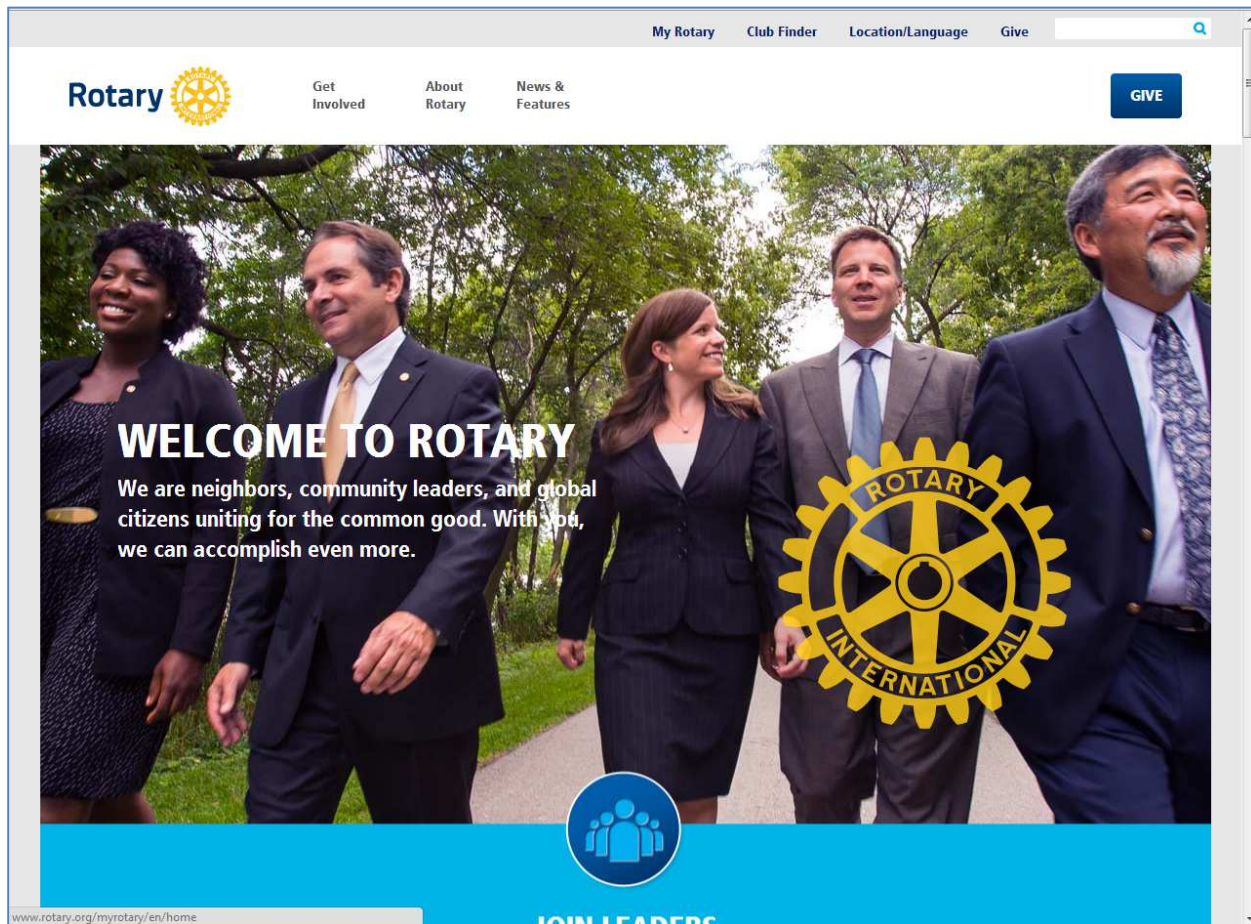 My Rotary Club Finder Location/Language Give
Rotary
Get Involved
About Rotary
News & Features
GIVE
WELCOME TO ROTARY
We are neighbors, community leaders, and global
citizens uniting for the common good. With you,
we can accomplish even more.
ROTARY
INTERNATIONAL
JOIN LEADERS
www.rotary.org/myrotary/en/home